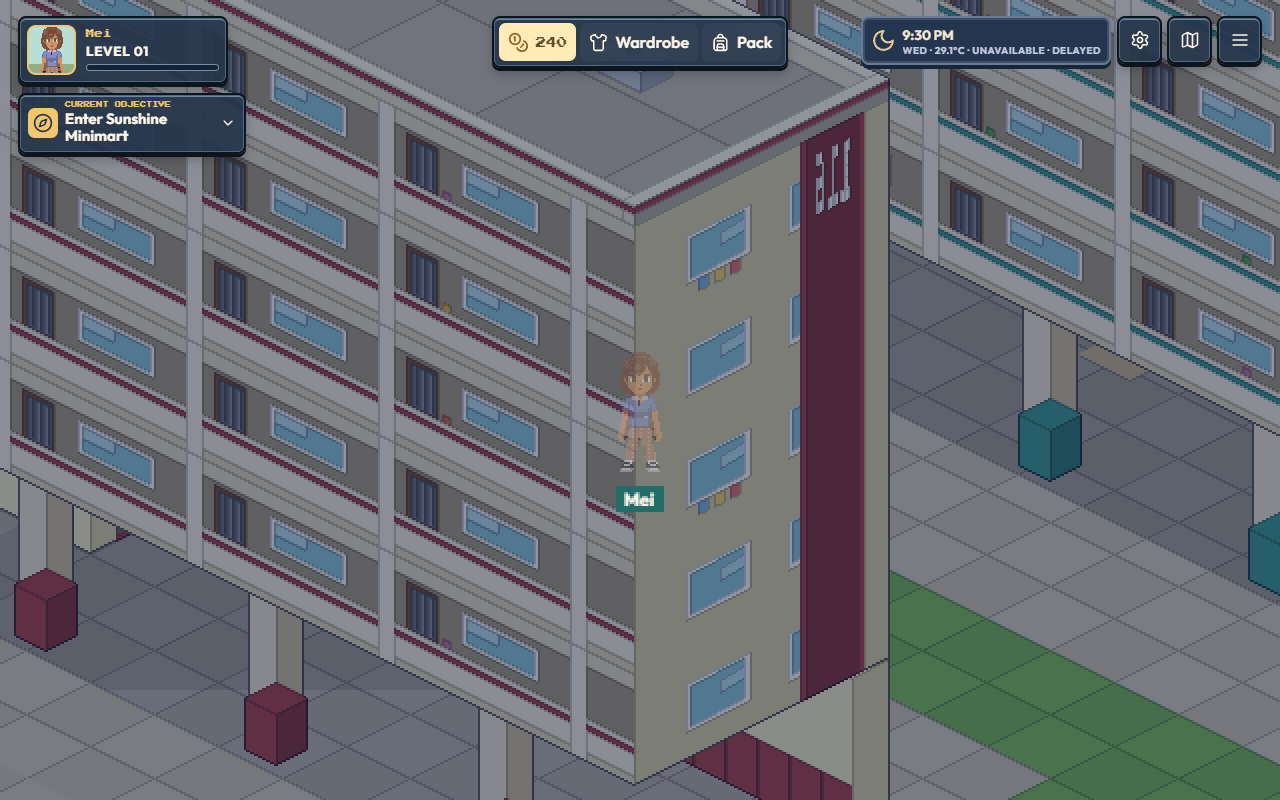 Mei
LEVEL 01
CURRENT OBJECTIVE
Enter Sunshine
Minimart
240
Wardrobe
Pack
9:30 PM
WED · 29.1°C · UNAVAILABLE · DELAYED
Mei